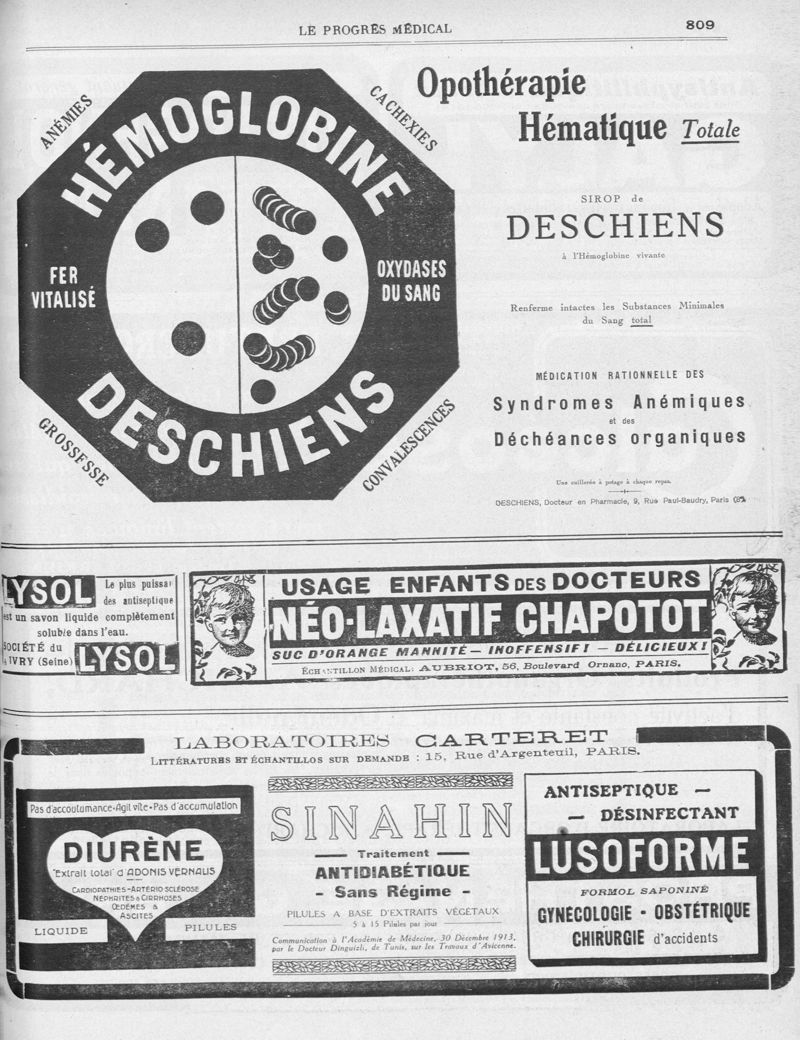 LE PROGRÈS MÉDICAL
809
ANÉMIES
CACHEXIES
HÉMOGLOBINE
FER
VITALISÉ
OXYDASES
DU SANG
DESCHIENS
GROSSFSSE
CONVALESCENCES
Opothérapie
Hématique Totale
SIROP de
DESCHIENS
à l'Hémoglobine vivante
Renferme intactes les Substances Minimales
du Sang total
MÉDICATION RATIONNELLE DES
Syndromes Anémiques
et des
Déchéances organiques
Une cuillerée à potage à chaque repas.
DESCHIENS, Docteur en Pharmacie, 9, Rue Paul-Baudry, Paris
LYSOL
Le plus puissa
des antiseptique
est un savon liquide complètement
soluble dans l'eau.
SOCIÉTÉ du
IVRY (Seine)
LYSOL
USAGE ENFANTS DES DOCTEURS
NÉO-LAXATIF CHAPOTOT
SUC D'ORANGE MANNITÉ — INOFFENSIF! — DÉLICIEUX!
ÉCHANTILLON MÉDICAL: AUBRIOT, 56, Boulevard Ornano, PARIS.
LABORATOIRES CARTERET
LITTÉRATURES ET ÉCHANTILLOS SUR DEMANDE : 15, Rue d'Argenteuil, PARIS.
Pas d'accoutumance-Agit vite-Pas d'accumulation
DIURÈNE
"Extrait total" d'ADONIS VERNALIS
CARDIOPATHIES-ARTÉRIO SCLÉROSE
NÉPHRITES & CIRRHOSES
ŒDÈMES &
ASCITES
LIQUIDE
PILULES
SINAHIN
Traitement
ANTIDIABÉTIQUE
- Sans Régime -
PILULES A BASE D'EXTRAITS VÉGÉTAUX
5 à 15 Pilules par jour
Communication à l'Académie de Médecine, 30 Décembre 1913,
par le Docteur Dinguizli, de Tunis, sur les Travaux d'Avicenne.
ANTISEPTIQUE —
— DÉSINFECTANT
LUSOFORME
FORMOL SAPONINÉ
GYNÉCOLOGIE - OBSTÉTRIQUE
CHIRURGIE d'accidents